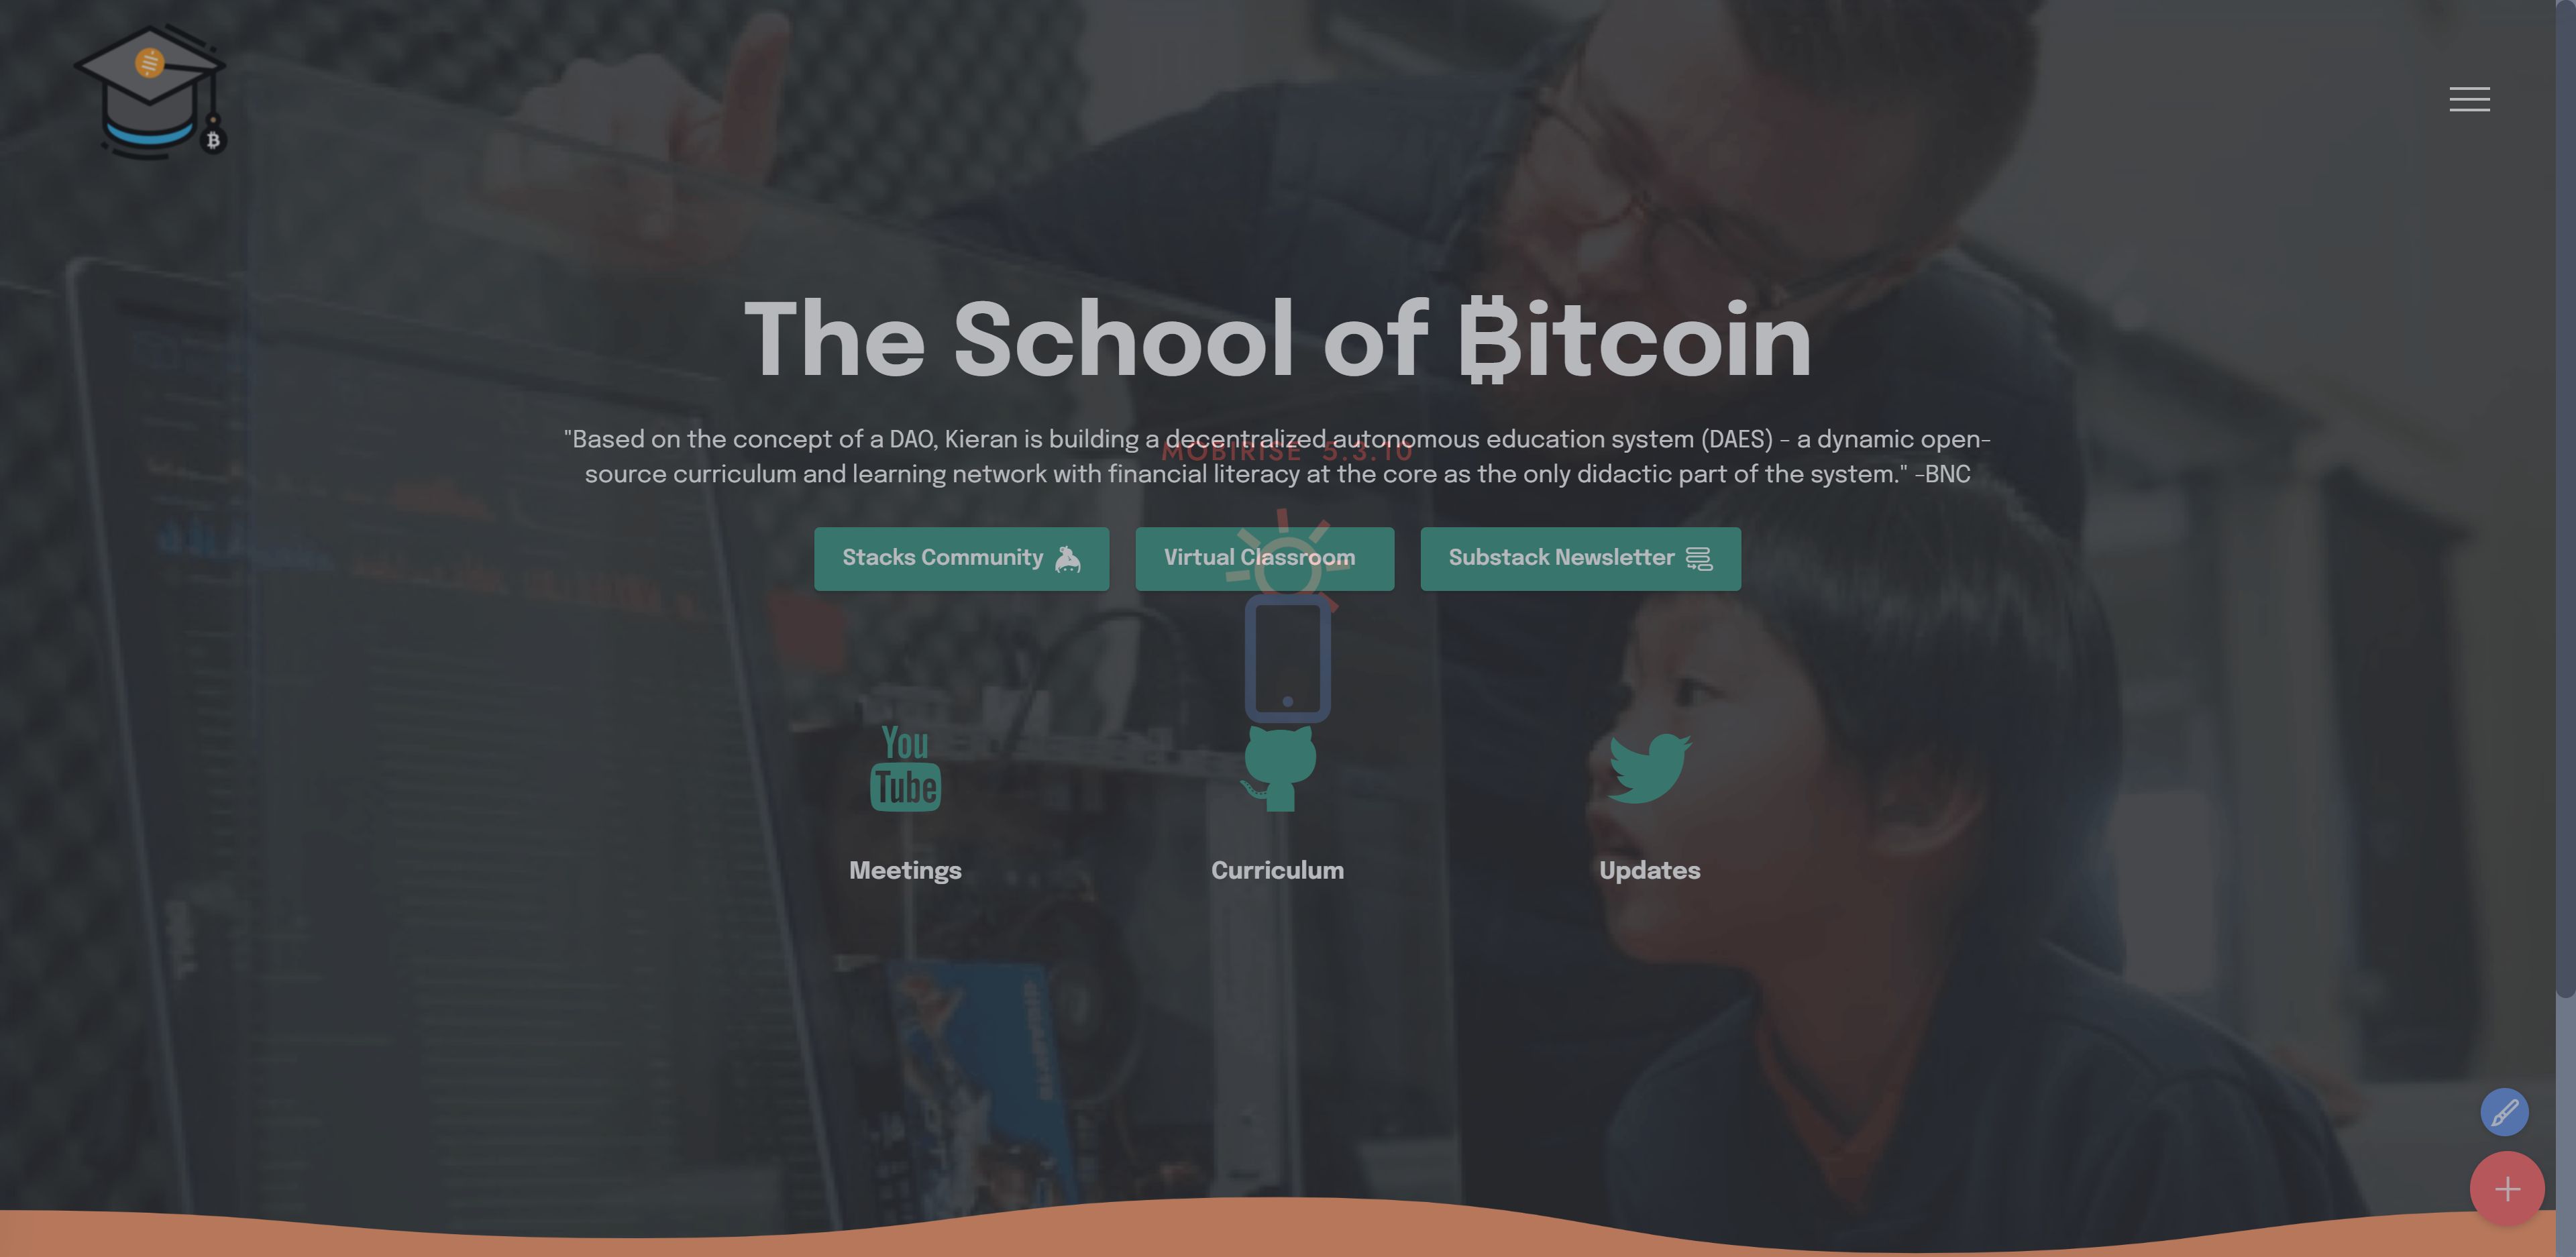 The School of ₿itcoin
"Based on the concept of a DAO, Kieran is building a decentralized autonomous education system (DAES) - a dynamic open-
MOBIRISE 5.3.10
source curriculum and learning network with financial literacy at the core as the only didactic part of the system." -BNC
Stacks Community
Virtual Classroom
Substack Newsletter
You
Tube
Meetings
Curriculum
Updates